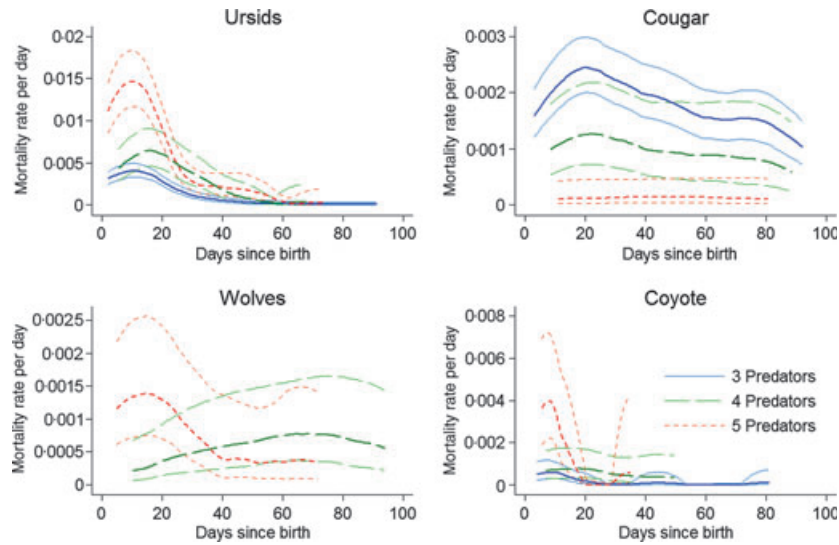 Ursids
Mortality rate per day
0·02
0·015
0·01
0·005
0
0 20 40 60 80 100
Days since birth
Cougar
Mortality rate per day
0·003
0·002
0·001
0
0 20 40 60 80 100
Days since birth
Wolves
Mortality rate per day
0·0025
0·002
0·0015
0·001
0·0005
0
0 20 40 60 80 100
Days since birth
Coyote
Mortality rate per day
0·008
0·006
0·004
0·002
0
3 Predators
4 Predators
5 Predators
0 20 40 60 80 100
Days since birth